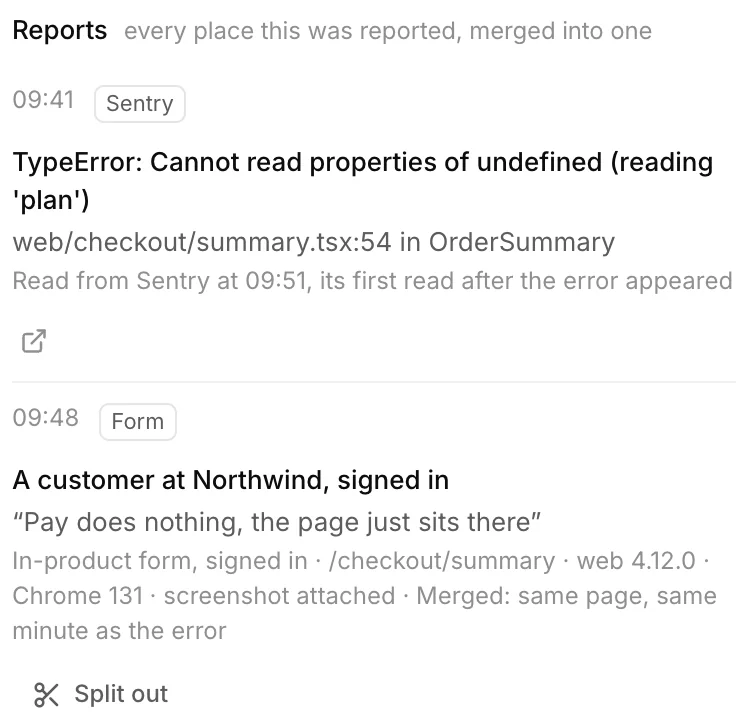 Reports every place this was reported, merged into one
09:41 Sentry
TypeError: Cannot read properties of undefined (reading
'plan')
web/checkout/summary.tsx:54 in OrderSummary
Read from Sentry at 09:51, its first read after the error appeared
09:48 Form
A customer at Northwind, signed in
“Pay does nothing, the page just sits there”
In-product form, signed in · /checkout/summary · web 4.12.0 ·
Chrome 131 · screenshot attached · Merged: same page, same
minute as the error
Split out